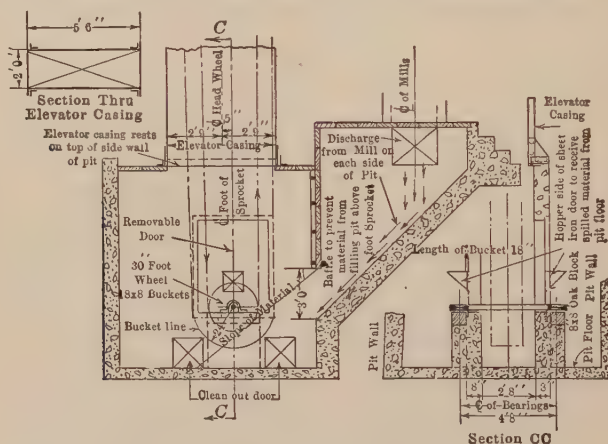 5' 6"
2' 0"
Section Thru
Elevator Casing
Elevator casing rests
on top of side wall
of pit
C
℄ Head Wheel
5"
2' 9"
2' 9"
Elevator Casing
℄ Foot of
Sprocket
Removable
Door
30" Foot
Wheel
18x8 Buckets
Bucket line
Slope of Material
Clean out door
C
3' 0"
Baffle to prevent
material from
filling pit above
foot Sprocket
Discharge
from Mill on
each side
of Pit
℄ of Mills
Elevator
Casing
Hopper side of sheet
iron door to receive
spilled material from
pit floor
Length of Bucket 18"
8x8 Oak Block
Pit Floor
Pit Wall
Pit Wall
8"
2' 8"
3"
℄ of Bearings
4' 8"
Section CC